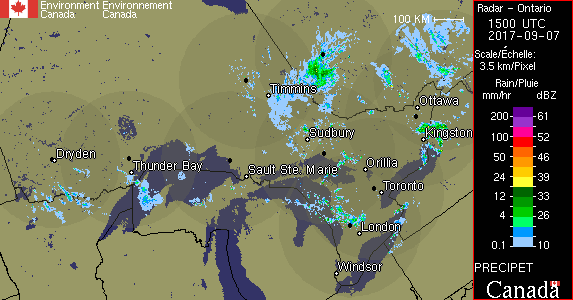 Environment Environnement
Canada Canada
100 KM
Timmins
Ottawa
Sudbury
Kingston
Dryden
Thunder Bay
Sault Ste. Marie
Orillia
Toronto
London
Windsor
Radar - Ontario
1500 UTC
2017-09-07
Scale/Échelle:
3.5 km/Pixel
Rain/Pluie
mm/hr dBZ
200 61
100 52
50 46
24 39
12 33
4 26
0.1 10
PRECIPET
Canada